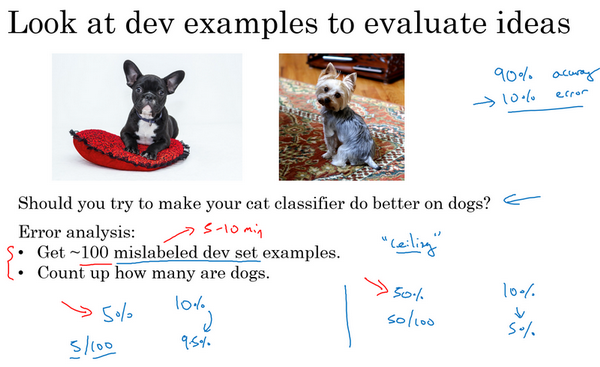 Look at dev examples to evaluate ideas
90% accuracy
→ 10% error
Should you try to make your cat classifier do better on dogs?
Error analysis:
5-10 min
• Get ~100 mislabeled dev set examples.
• Count up how many are dogs.
"ceiling"
5%
5/100
10%
9.5%
50%
50/100
10%
5%